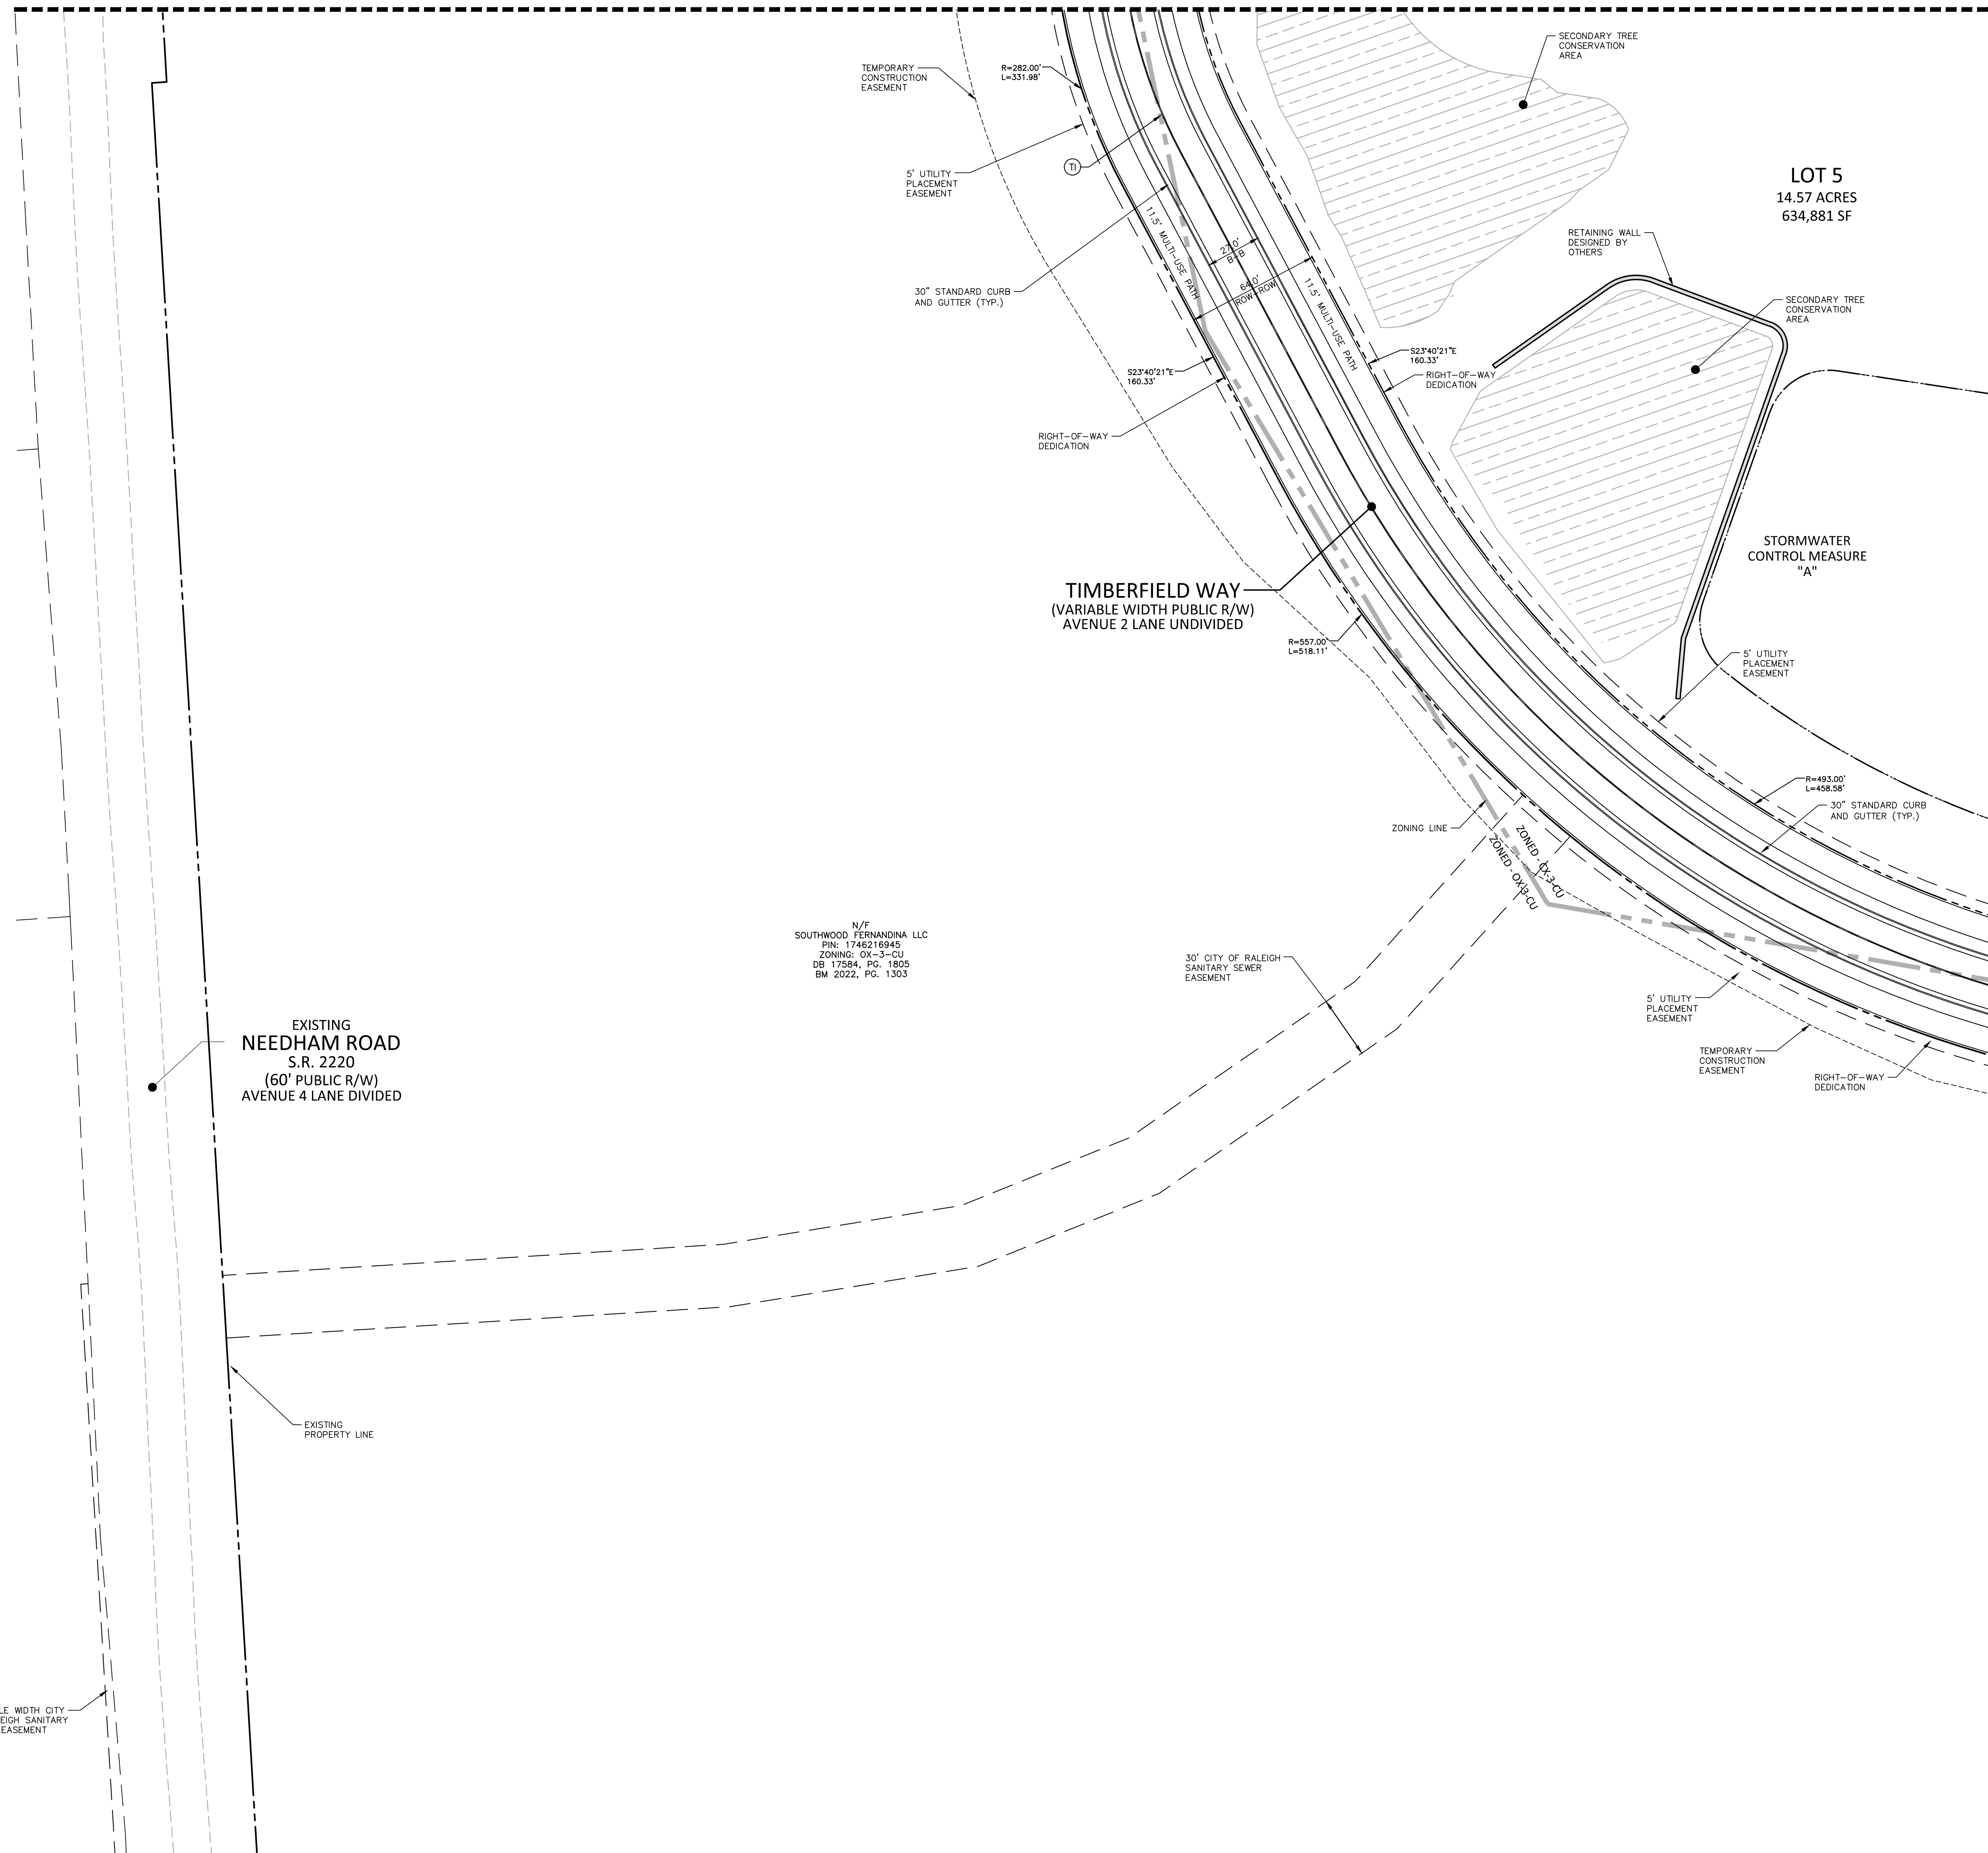 SECONDARY TREE
CONSERVATION
AREA
TEMPORARY
CONSTRUCTION
EASEMENT
R=282.00'
L=331.98'
TI
5' UTILITY
PLACEMENT
EASEMENT
LOT 5
14.57 ACRES
634,881 SF
11.5' MULTI-USE PATH
27.0'
B-B
64.0'
ROW-ROW
11.5' MULTI-USE PATH
RETAINING WALL
DESIGNED BY
OTHERS
30" STANDARD CURB
AND GUTTER (TYP.)
SECONDARY TREE
CONSERVATION
AREA
S23°40'21"E
160.33'
S23°40'21"E
160.33'
RIGHT-OF-WAY
DEDICATION
RIGHT-OF-WAY
DEDICATION
STORMWATER
CONTROL MEASURE
"A"
TIMBERFIELD WAY
(VARIABLE WIDTH PUBLIC R/W)
AVENUE 2 LANE UNDIVIDED
R=557.00'
L=518.11'
5' UTILITY
PLACEMENT
EASEMENT
R=493.00'
L=458.58'
30" STANDARD CURB
AND GUTTER (TYP.)
ZONING LINE
ZONED - CX-3-CU
ZONED - OX-3-CU
N/F
SOUTHWOOD FERNANDINA LLC
PIN: 1746216945
ZONING: OX-3-CU
DB 17584, PG. 1805
BM 2022, PG. 1303
30' CITY OF RALEIGH
SANITARY SEWER
EASEMENT
5' UTILITY
PLACEMENT
EASEMENT
TEMPORARY
CONSTRUCTION
EASEMENT
RIGHT-OF-WAY
DEDICATION
EXISTING
NEEDHAM ROAD
S.R. 2220
(60' PUBLIC R/W)
AVENUE 4 LANE DIVIDED
EXISTING
PROPERTY LINE
LE WIDTH CITY
EIGH SANITARY
EASEMENT